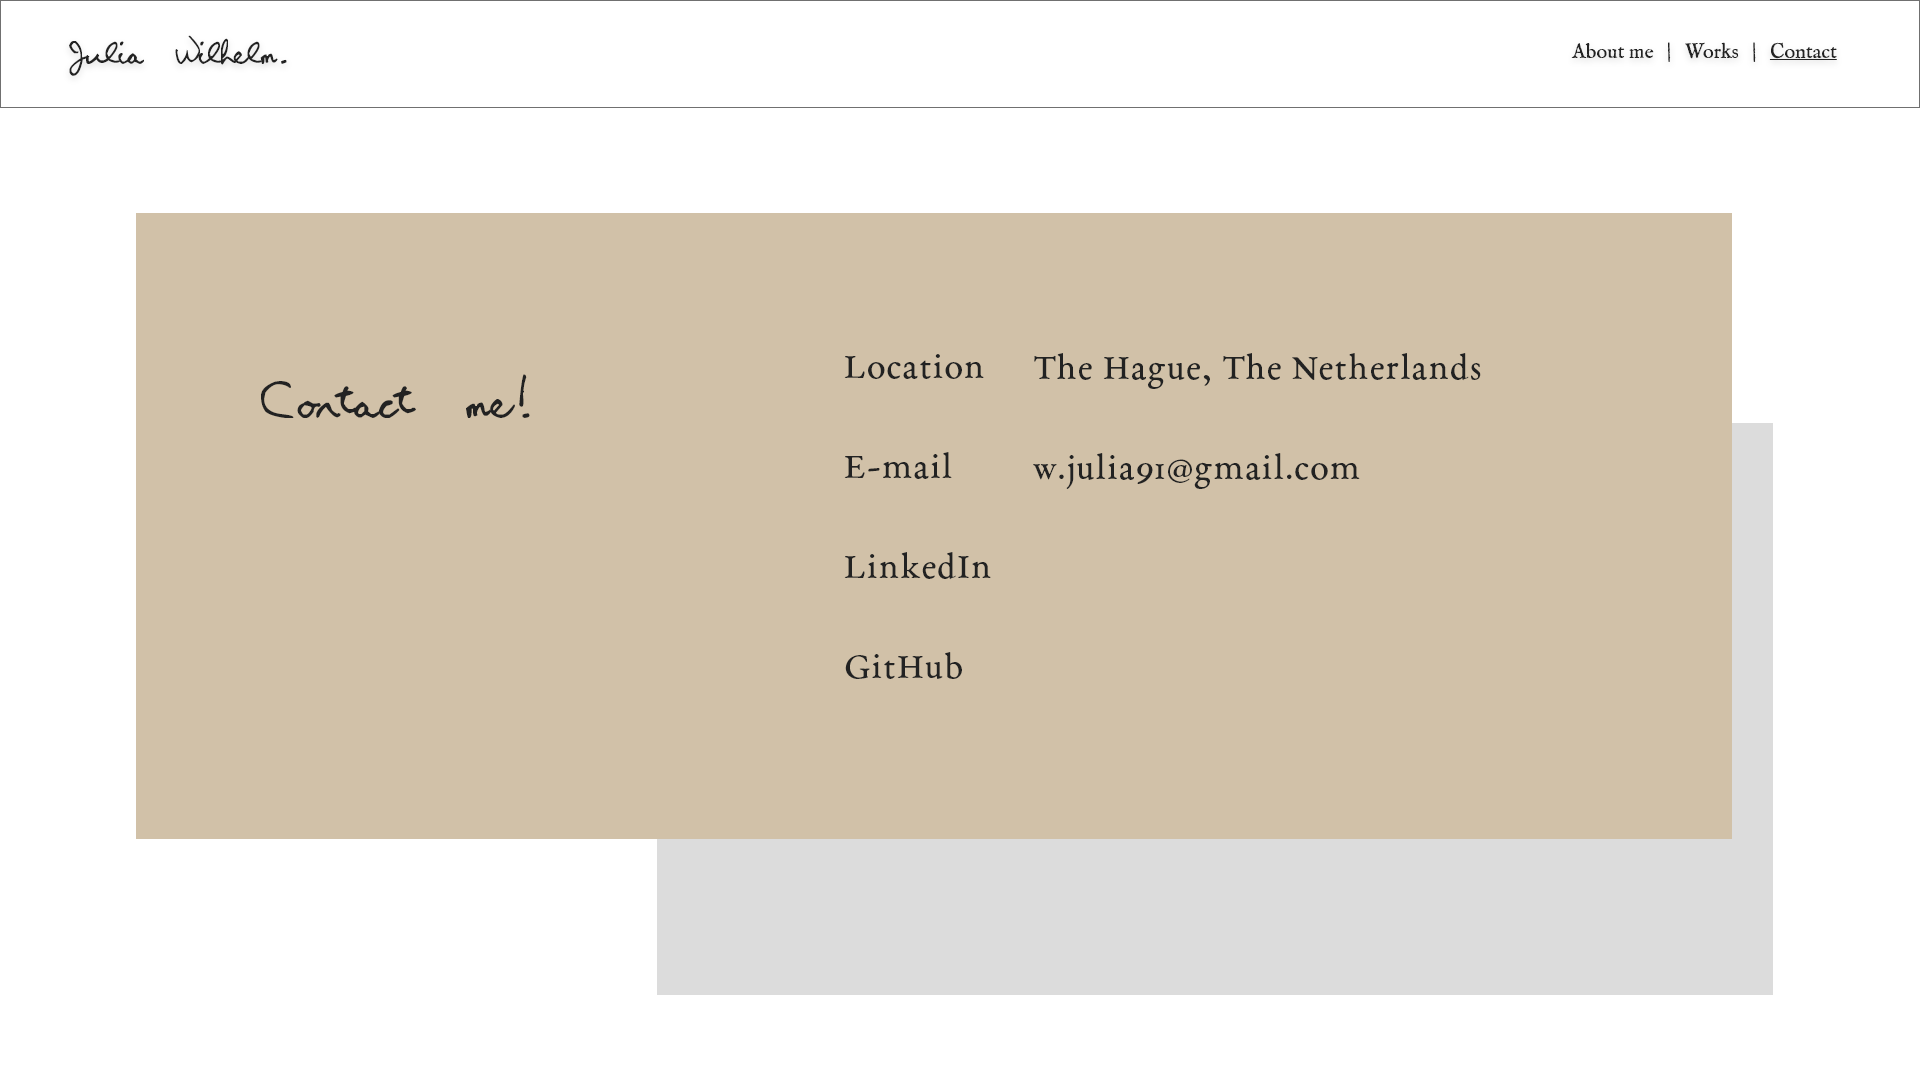 Julia Wilhelm.
About me | Works | Contact
Contact me!
Location The Hague, The Netherlands
E-mail w.julia91@gmail.com
LinkedIn
GitHub